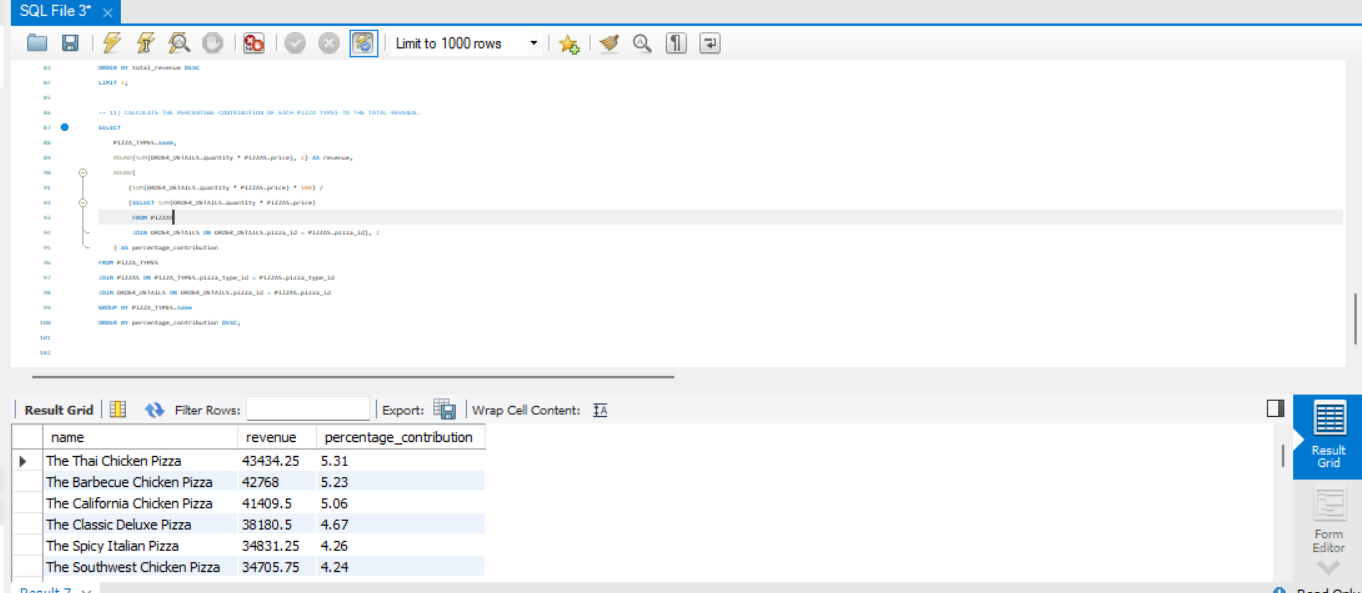 SQL File 3*
Limit to 1000 rows
83 ORDER BY total_revenue DESC
84 LIMIT
85
86 -- 11) CALCULATE THE PERCENTAGE CONTRIBUTION OF EACH PIZZA TYPES TO THE TOTAL REVENUE.
87 SELECT
88 PIZZA_TYPES.name,
89 ROUND(SUM(ORDER_DETAILS.quantity * PIZZAS.price), 2) AS revenue,
90 ROUND(
91 (SUM(ORDER_DETAILS.quantity * PIZZAS.price) * 100) /
92 (SELECT SUM(ORDER_DETAILS.quantity * PIZZAS.price)
93 FROM PIZZAS
94 JOIN ORDER_DETAILS ON ORDER_DETAILS.pizza_id = PIZZAS.pizza_id), 2
95 ) AS percentage_contribution
96 FROM PIZZA_TYPES
97 JOIN PIZZAS ON PIZZA_TYPES.pizza_type_id = PIZZAS.pizza_type_id
98 JOIN ORDER_DETAILS ON ORDER_DETAILS.pizza_id = PIZZAS.pizza_id
99 GROUP BY PIZZA_TYPES.name
100 ORDER BY percentage_contribution DESC;
101
102
Result Grid Filter Rows: Export: Wrap Cell Content:
name revenue percentage_contribution
The Thai Chicken Pizza 43434.25 5.31
The Barbecue Chicken Pizza 42768 5.23
The California Chicken Pizza 41409.5 5.06
The Classic Deluxe Pizza 38180.5 4.67
The Spicy Italian Pizza 34831.25 4.26
The Southwest Chicken Pizza 34705.75 4.24
Result
Grid
Form
Editor
Result 7
Read Only